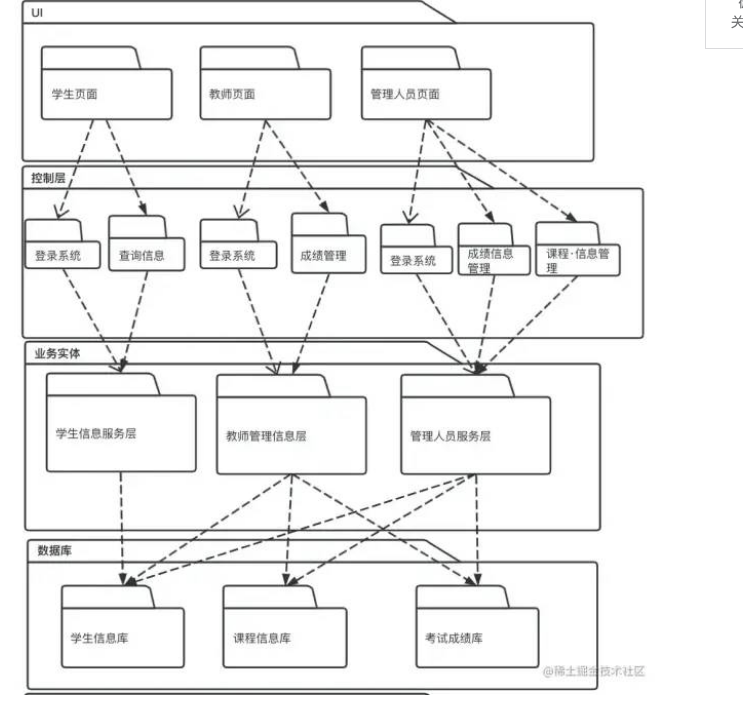 关
UI
学生页面
教师页面
管理人员页面
控制层
登录系统
查询信息
登录系统
成绩管理
登录系统
成绩信息
管理
课程·信息管
理
业务实体
学生信息服务层
教师管理信息层
管理人员服务层
数据库
学生信息库
课程信息库
考试成绩库
@稀土掘金技术社区